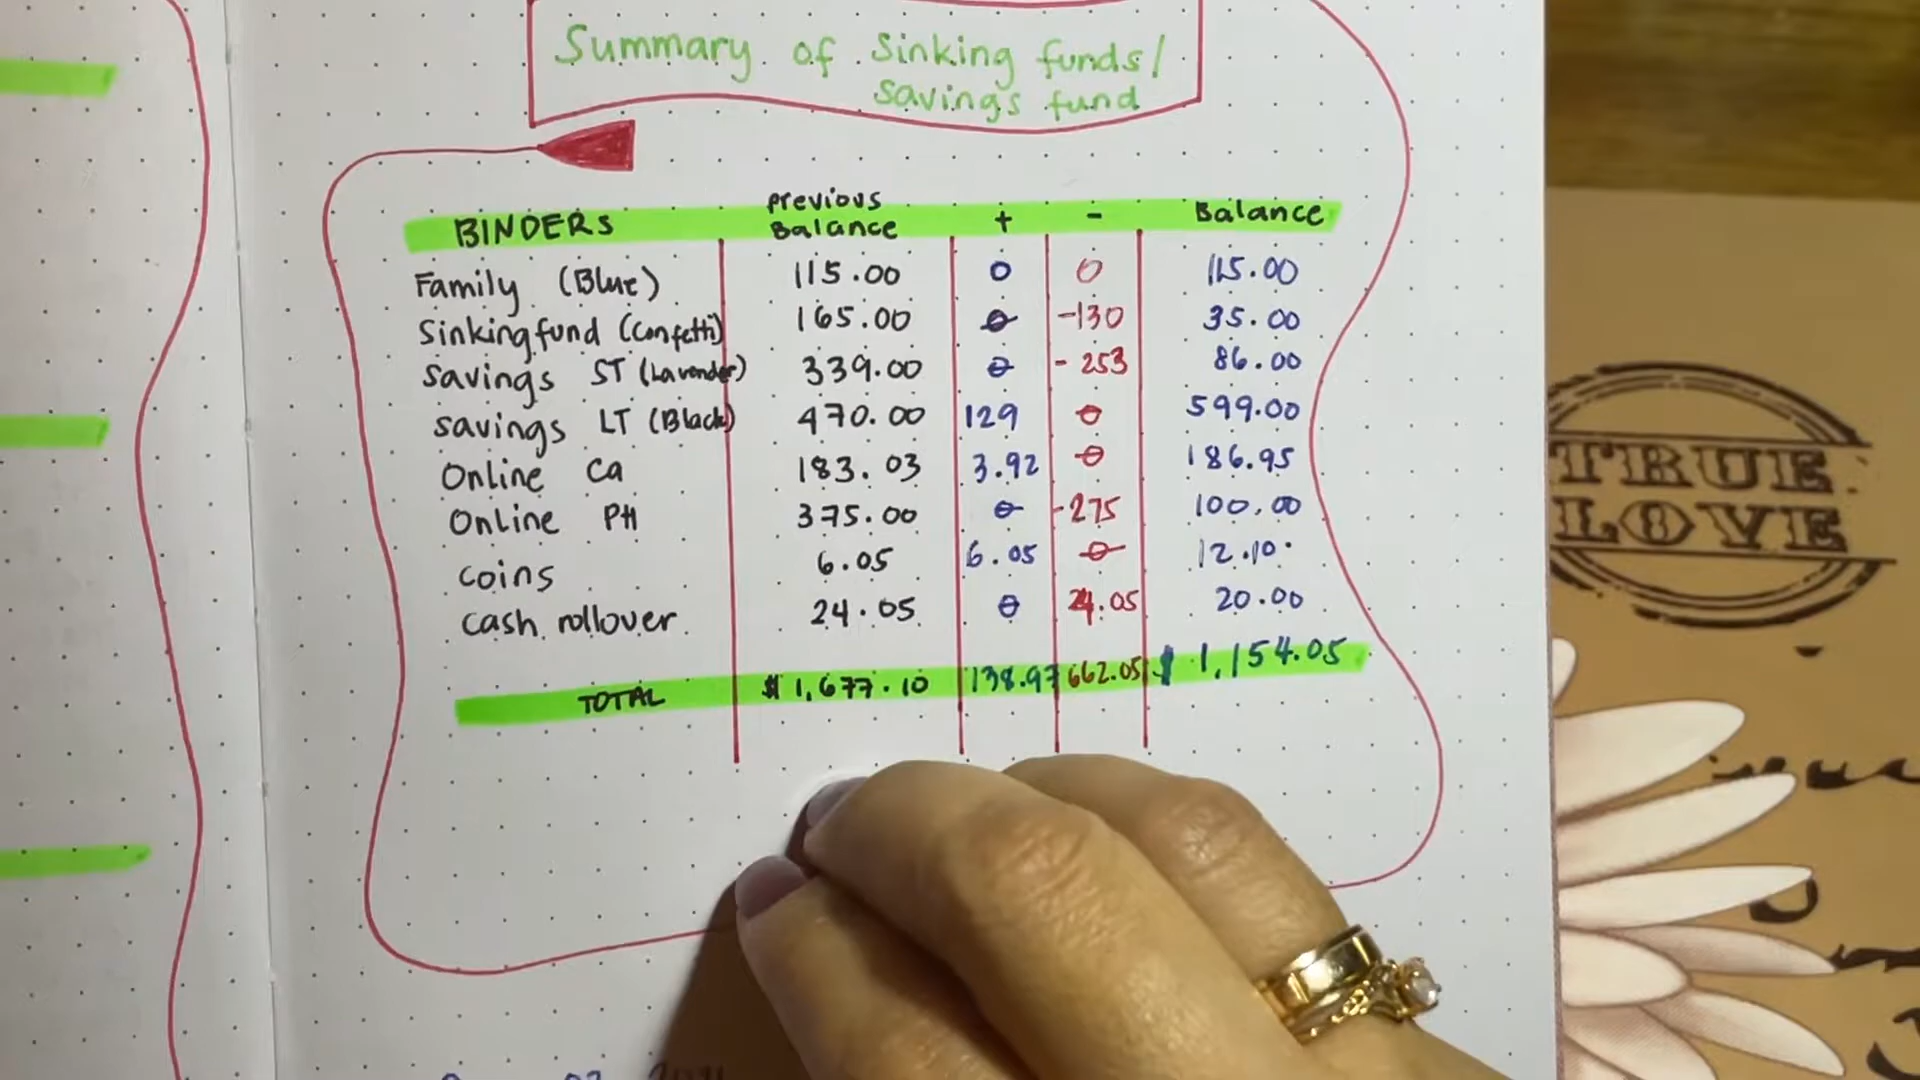 Summary of Sinking funds/
savings fund
BINDERS previous Balance + - Balance
Family (Blue) 115.00 0 0 115.00
Sinking fund (Confetti) 165.00 0 -130 35.00
Savings ST (Lavender) 339.00 0 - 253 86.00
savings LT (Black) 470.00 129 0 599.00
Online Ca 183.03 3.92 0 186.95
Online PH 375.00 0 -275 100.00
coins 6.05 6.05 0 12.10
cash rollover 24.05 0 4.05 20.00
TOTAL $ 1,677.10 138.97 662.05 $ 1,154.05
TRUE
LOVE